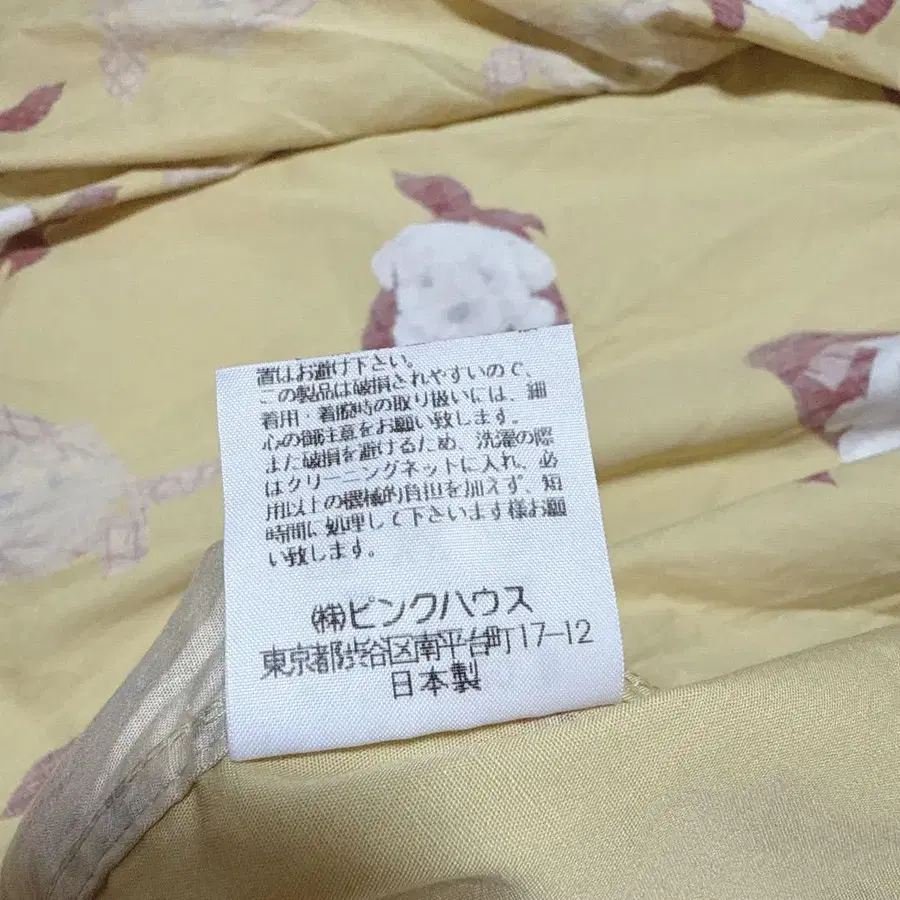 置はお避け下さい。
この製品は破損されやすいので、
着用・着脱時の取り扱いには、細
心の御注意をお願い致します。
また破損を避けるため、洗濯の際
はクリーニングネットに入れ、必
用以上の機械的負担を加えず、短
時間に処理して下さいます様お願
い致します。
㈱ピンクハウス
東京都渋谷区南平台町17-12
日本製